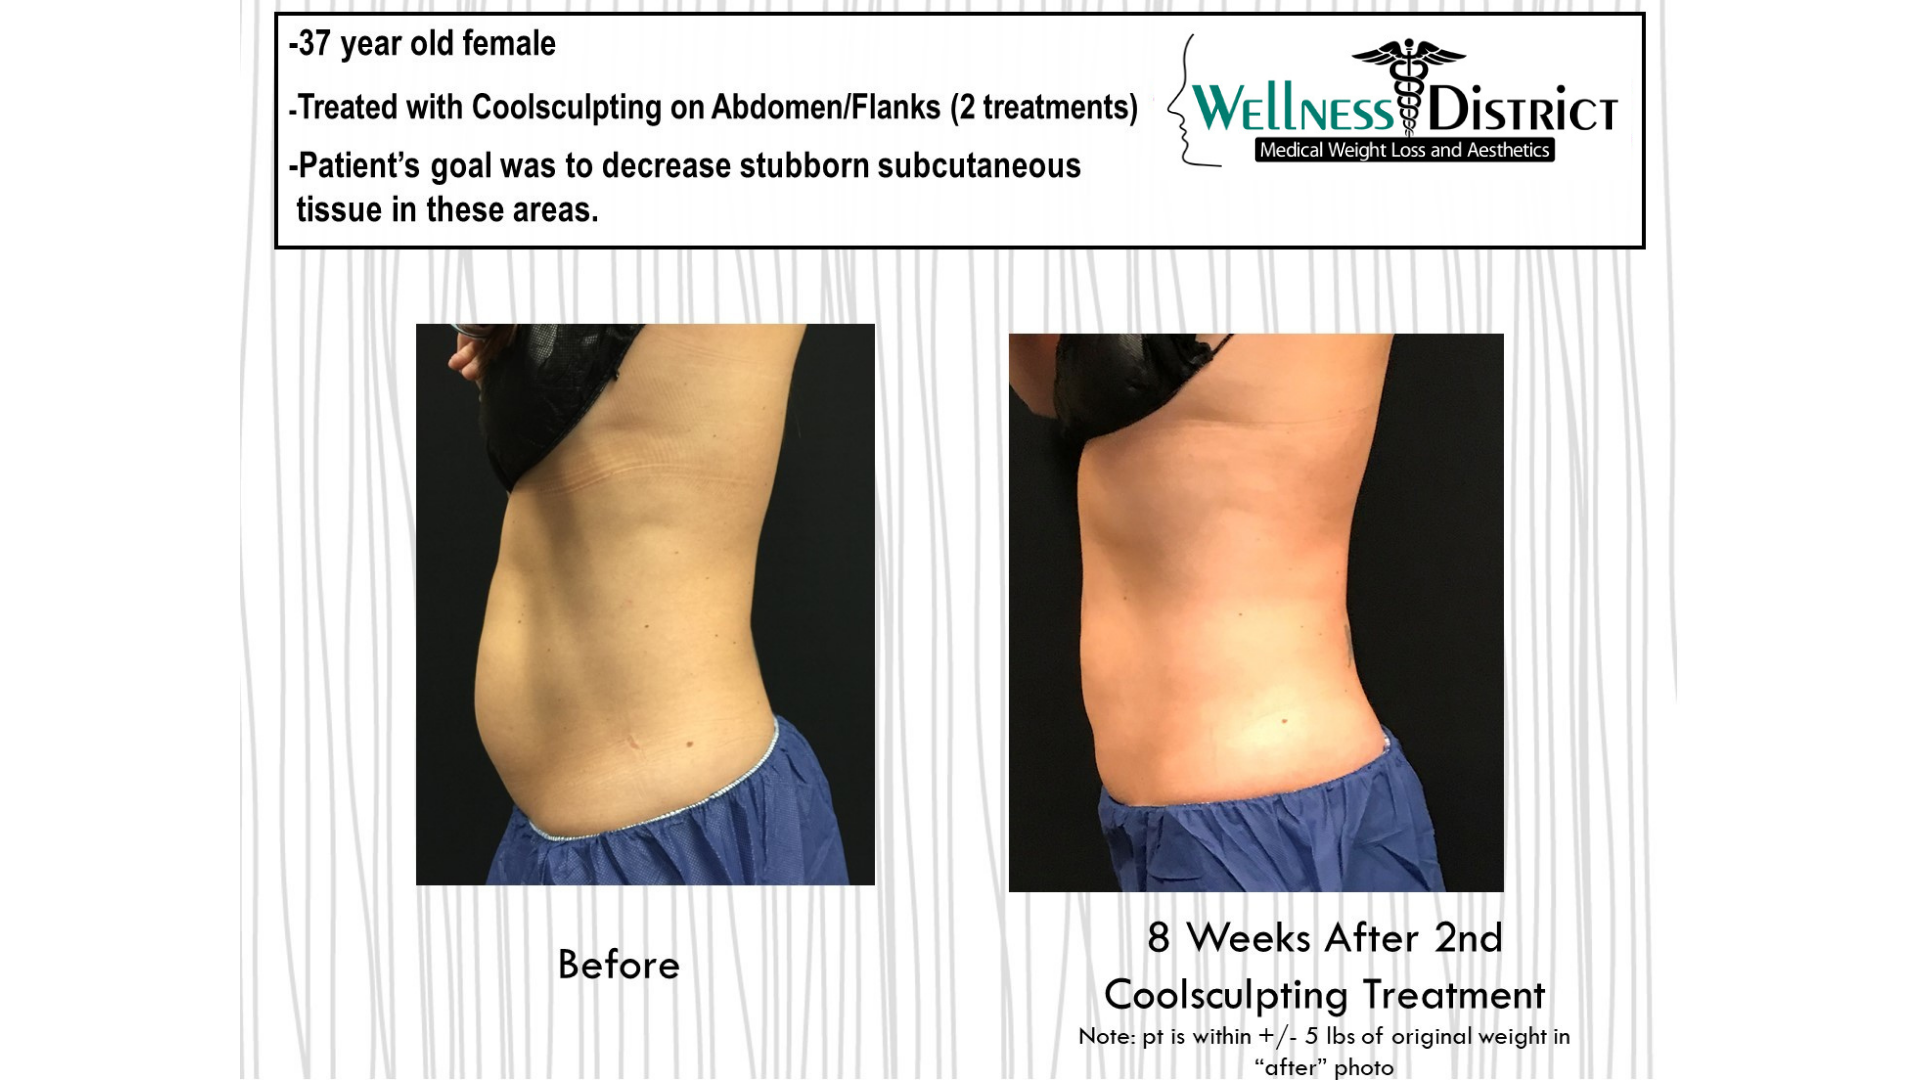 -37 year old female
-Treated with Coolsculpting on Abdomen/Flanks (2 treatments)
-Patient’s goal was to decrease stubborn subcutaneous
tissue in these areas.
WELLNESS DISTRICT
Medical Weight Loss and Aesthetics
Before
8 Weeks After 2nd
Coolsculpting Treatment
Note: pt is within +/- 5 lbs of original weight in
“after” photo